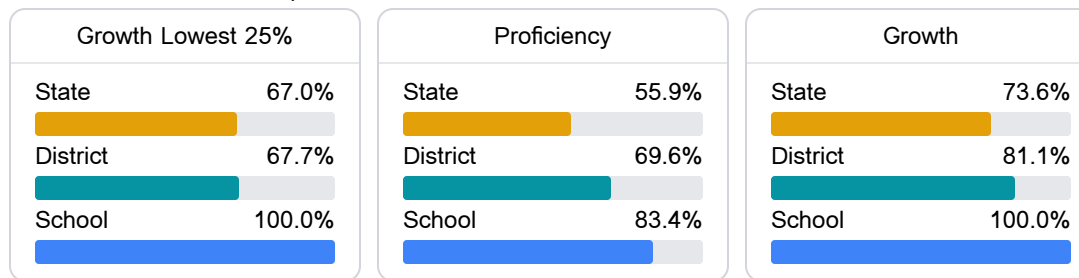 Growth Lowest 25%
State 67.0%
District 67.7%
School 100.0%
Proficiency
State 55.9%
District 69.6%
School 83.4%
Growth
State 73.6%
District 81.1%
School 100.0%